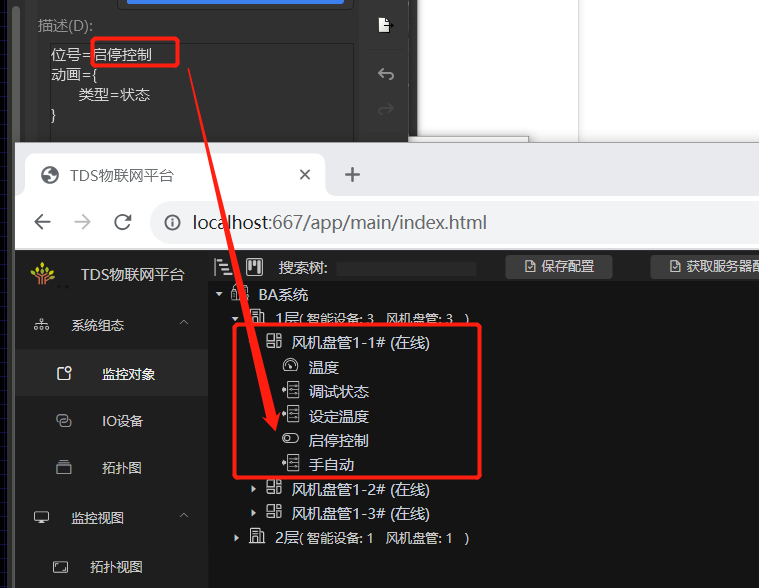 描述(D):
位号=启停控制
动画={
类型=状态
}
TDS物联网平台
localhost:667/app/main/index.html
TDS物联网平台
搜索树:
保存配置
获取服务器
BA系统
系统组态
1层( 智能设备: 3 风机盘管: 3 )
风机盘管1-1# (在线)
监控对象
温度
调试状态
设定温度
IO设备
启停控制
手自动
拓扑图
风机盘管1-2# (在线)
风机盘管1-3# (在线)
监控视图
2层( 智能设备: 1 风机盘管: 1 )
拓扑视图